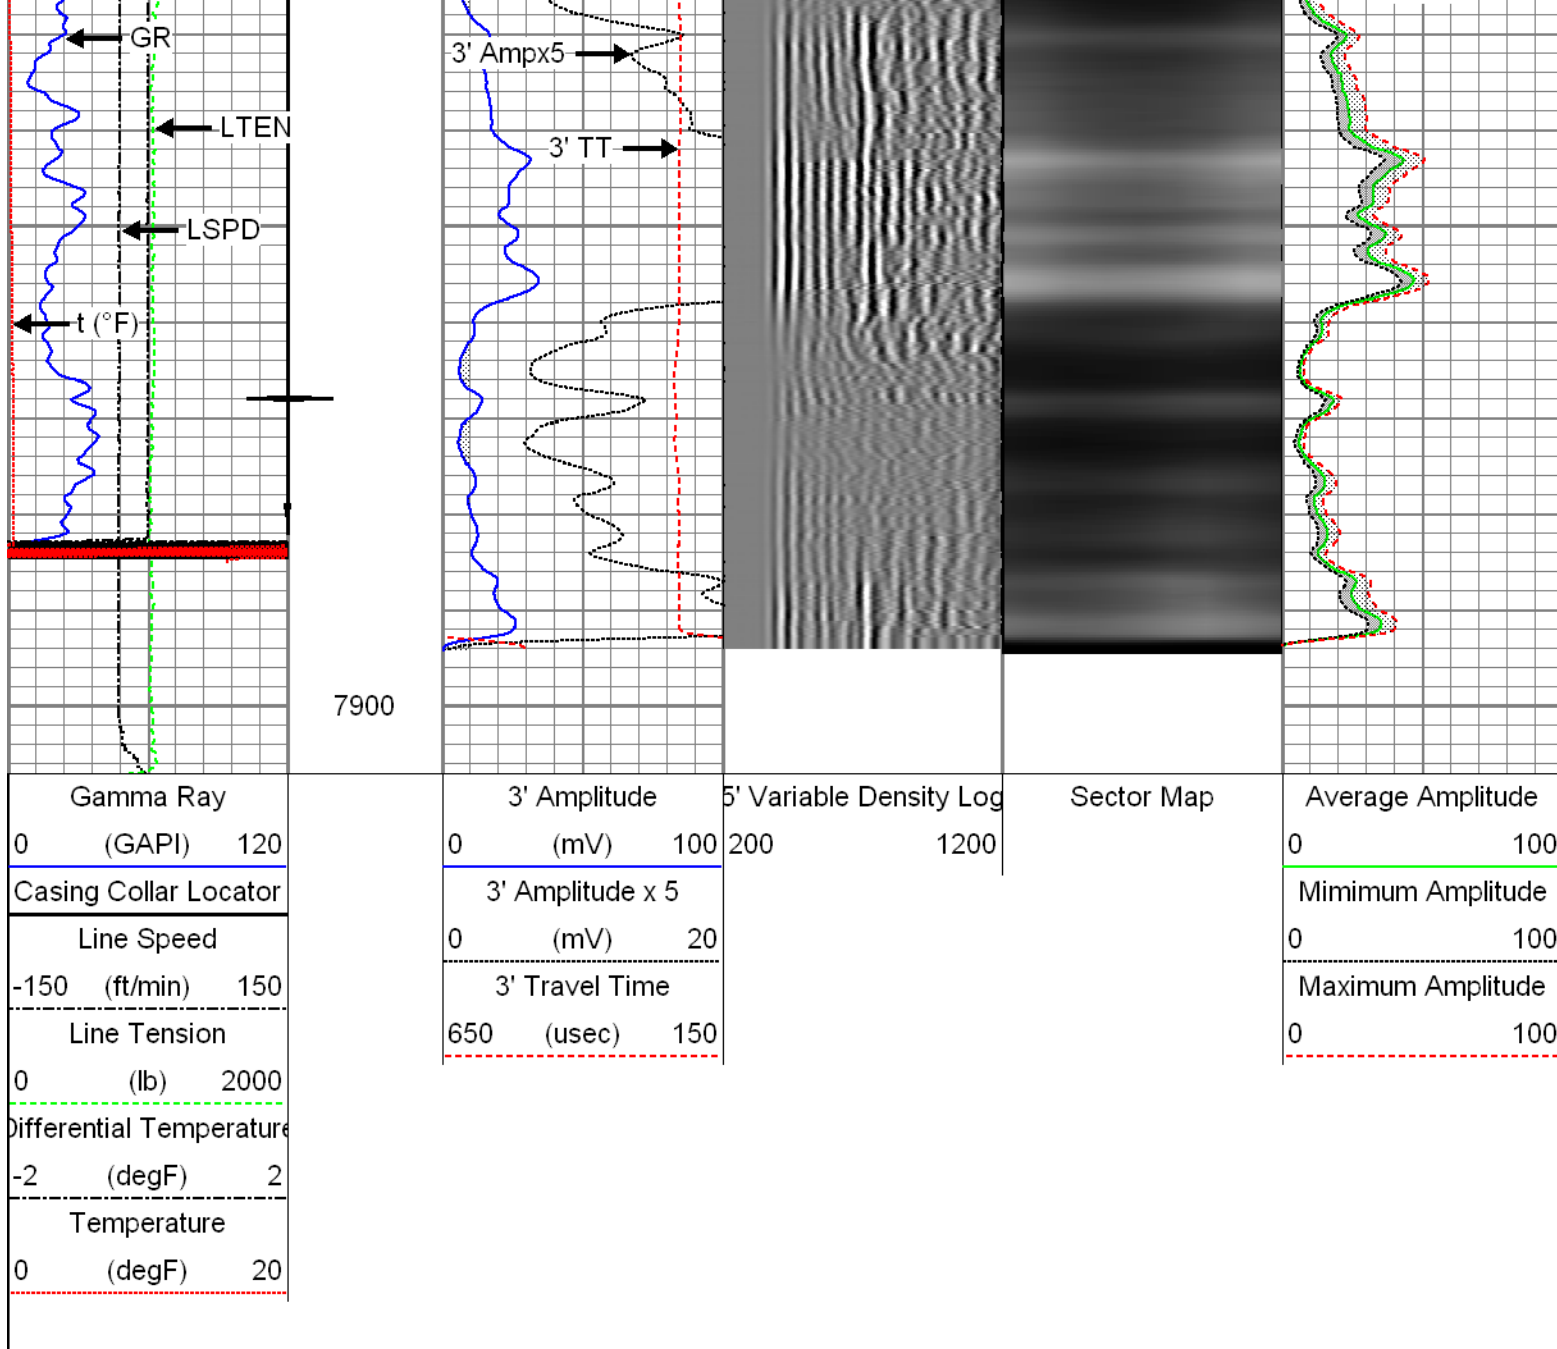 GR
3' Ampx5
LTEN
3' TT
LSPD
t (°F)
7900
Gamma Ray
0 (GAPI) 120
Casing Collar Locator
Line Speed
-150 (ft/min) 150
Line Tension
0 (lb) 2000
Differential Temperature
-2 (degF) 2
Temperature
0 (degF) 20
3' Amplitude
0 (mV) 100
3' Amplitude x 5
0 (mV) 20
3' Travel Time
650 (usec) 150
5' Variable Density Log
200 1200
Sector Map
Average Amplitude
0 100
Mimimum Amplitude
0 100
Maximum Amplitude
0 100